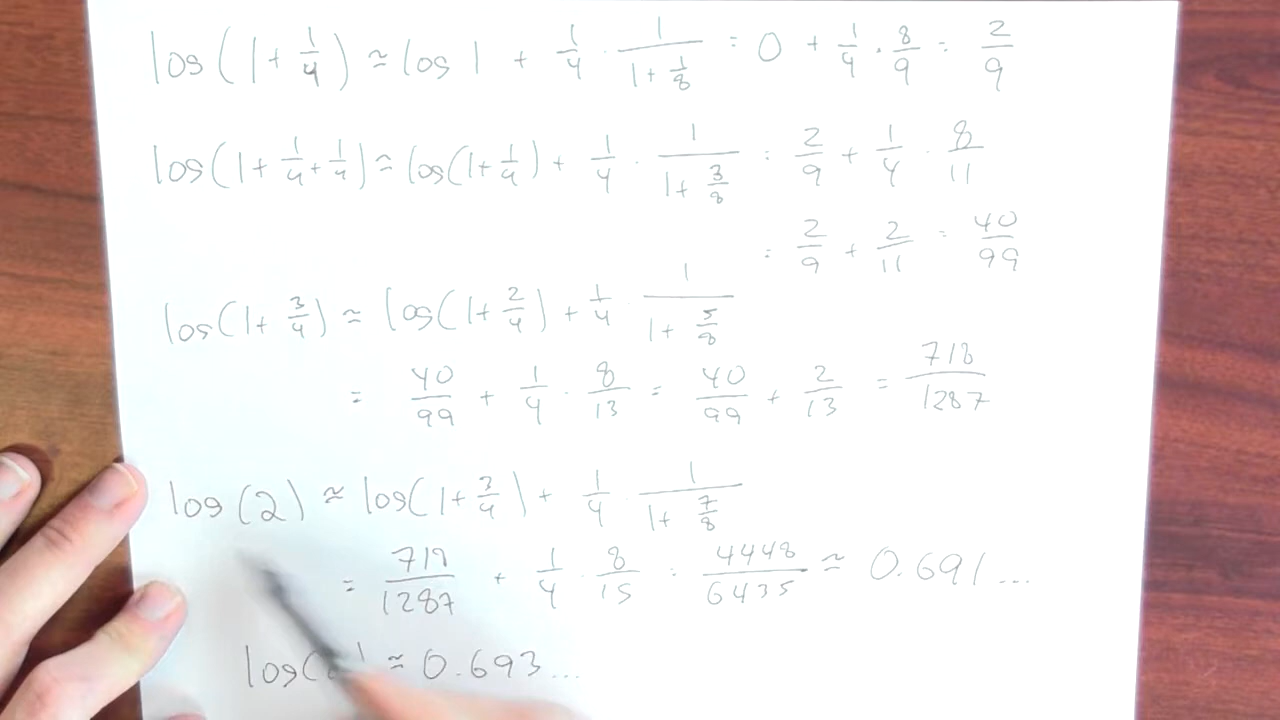 log(1+1/4) ≈ log 1 + 1/4 · 1/(1+1/8) = 0 + 1/4 · 8/9 = 2/9
log(1+1/4+1/4) ≈ log(1+1/4) + 1/4 · 1/(1+3/8) = 2/9 + 1/4 · 8/11
= 2/9 + 2/11 = 40/99
log(1+3/4) ≈ log(1+2/4) + 1/4 · 1/(1+5/8)
= 40/99 + 1/4 · 8/13 = 40/99 + 2/13 = 718/1287
log(2) ≈ log(1+3/4) + 1/4 · 1/(1+7/8)
= 718/1287 + 1/4 · 8/15 = 4448/6435 ≈ 0.691...
log( ≈ 0.693...